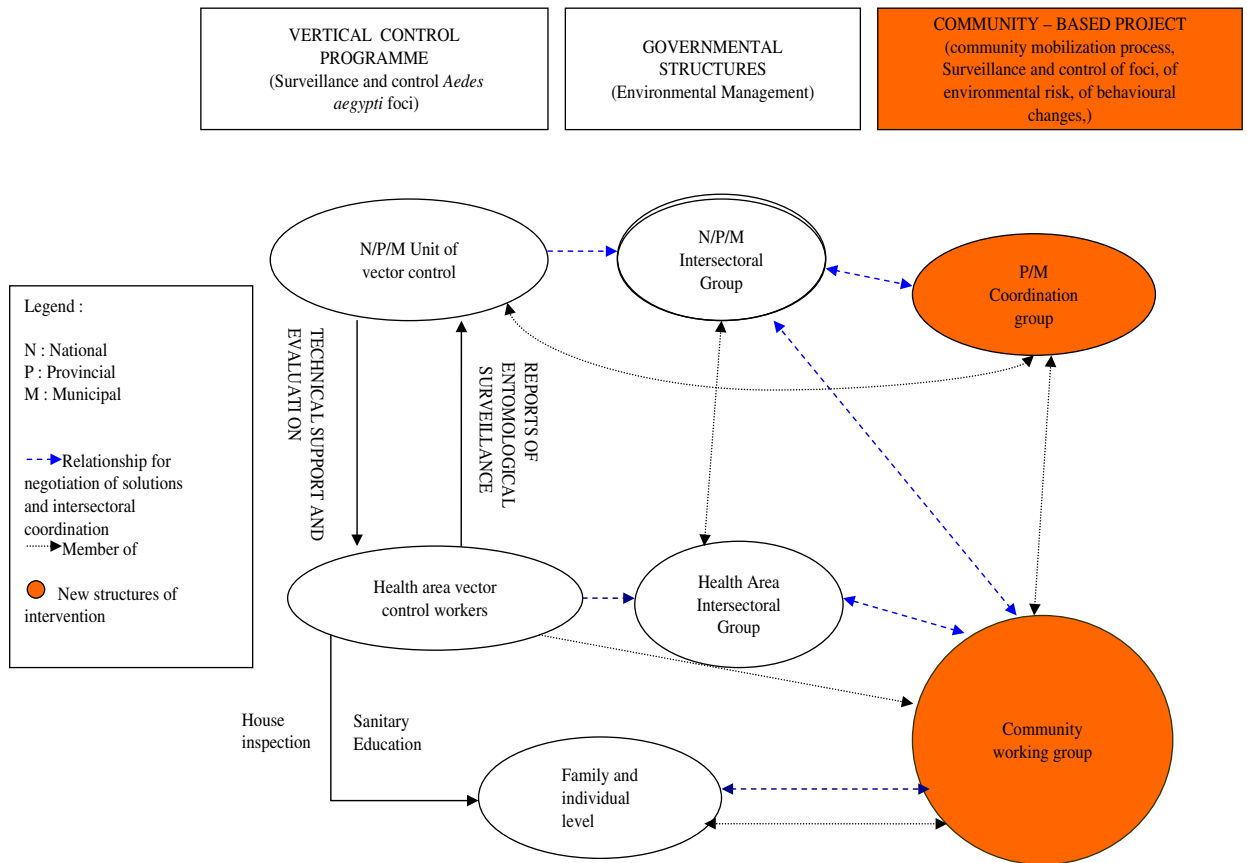 VERTICAL CONTROL
PROGRAMME
(Surveillance and control Aedes
aegypti foci)
GOVERNMENTAL
STRUCTURES
(Environmental Management)
COMMUNITY – BASED PROJECT
(community mobilization process,
Surveillance and control of foci, of
environmental risk, of behavioural
changes,)
N/P/M Unit of
vector control
N/P/M
Intersectoral
Group
P/M
Coordination
group
Legend :
N : National
P : Provincial
M : Municipal
Relationship for
negotiation of solutions
and intersectoral
coordination
Member of
New structures of
intervention
TECHNICAL SUPPORT AND
EVALUATION
REPORTS OF
ENTOMOLOGICAL
SURVEILLANCE
Health area vector
control workers
Health Area
Intersectoral
Group
House
inspection
Sanitary
Education
Family and
individual
level
Community
working group